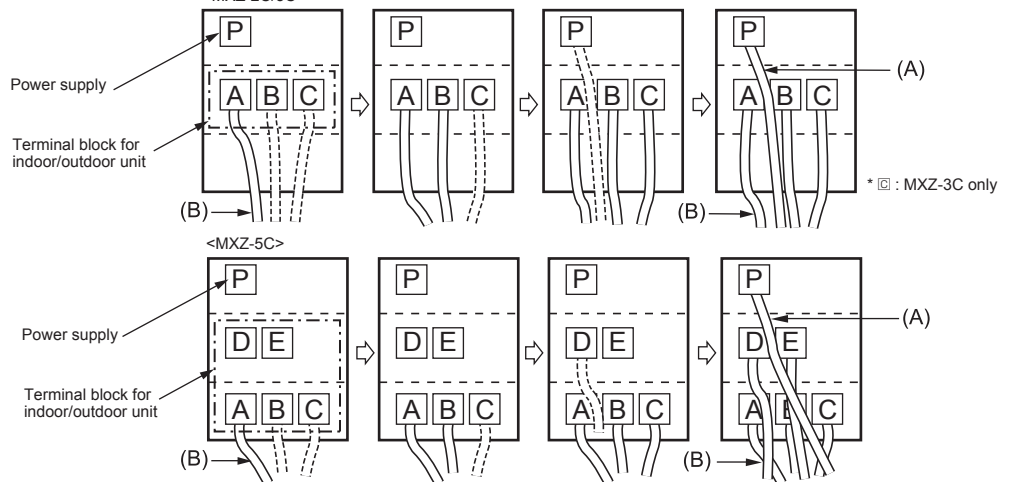 P P P P
Power supply
A B C A B C A B C A B C
(A)
Terminal block for
indoor/outdoor unit
* C : MXZ-3C only
(B) (B)
<MXZ-5C>
P P P P
Power supply
(A)
D E D E D E D E
Terminal block for
indoor/outdoor unit
A B C A B C A B C A B C
(B) (B)